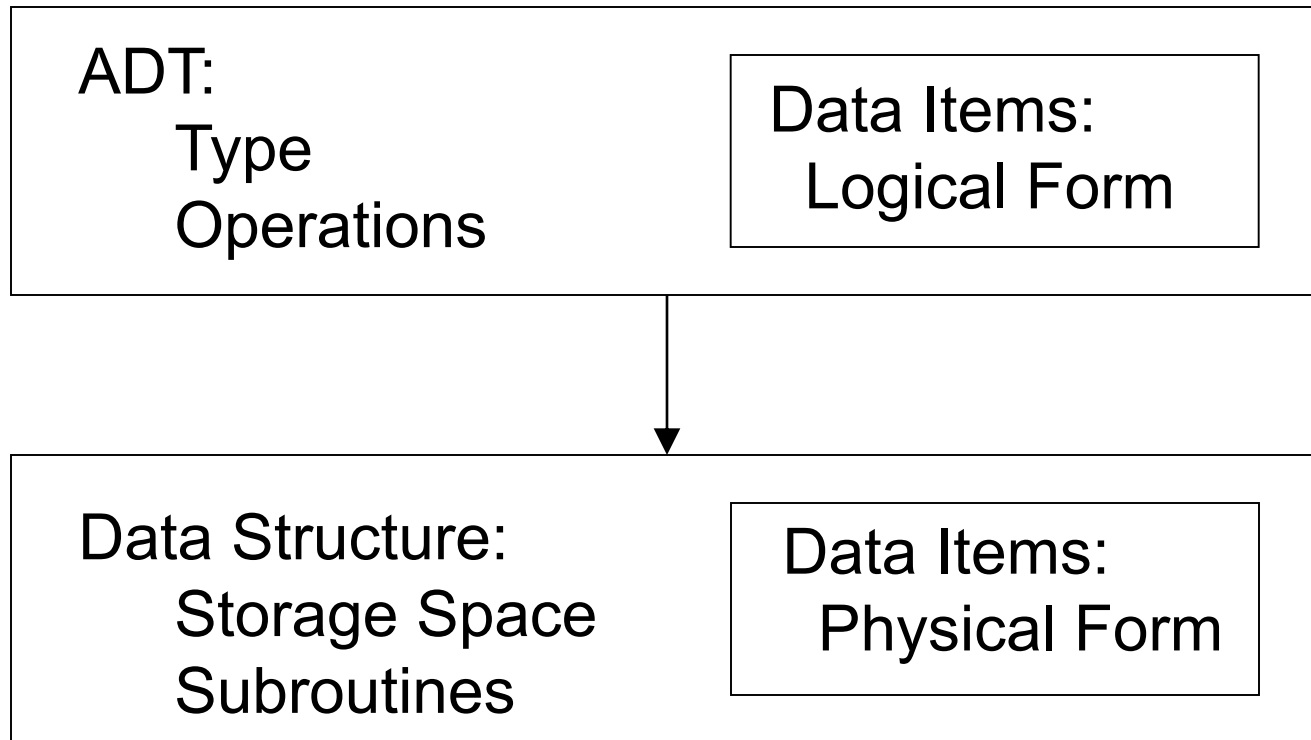 ADT:
Type
Operations
Data Items:
Logical Form
Data Structure:
Storage Space
Subroutines
Data Items:
Physical Form